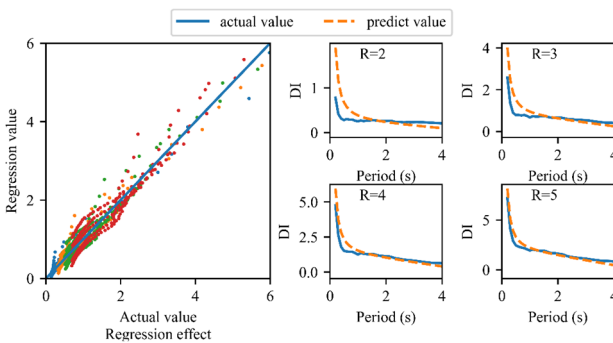 actual value
predict value
Regression value
6
4
2
0
0
2
4
6
Actual value
Regression effect
R=2
DI
1
0
0
2
4
Period (s)
R=3
DI
4
2
0
0
2
4
Period (s)
R=4
DI
5.0
2.5
0.0
0
2
4
Period (s)
R=5
DI
5
0
0
2
4
Period (s)